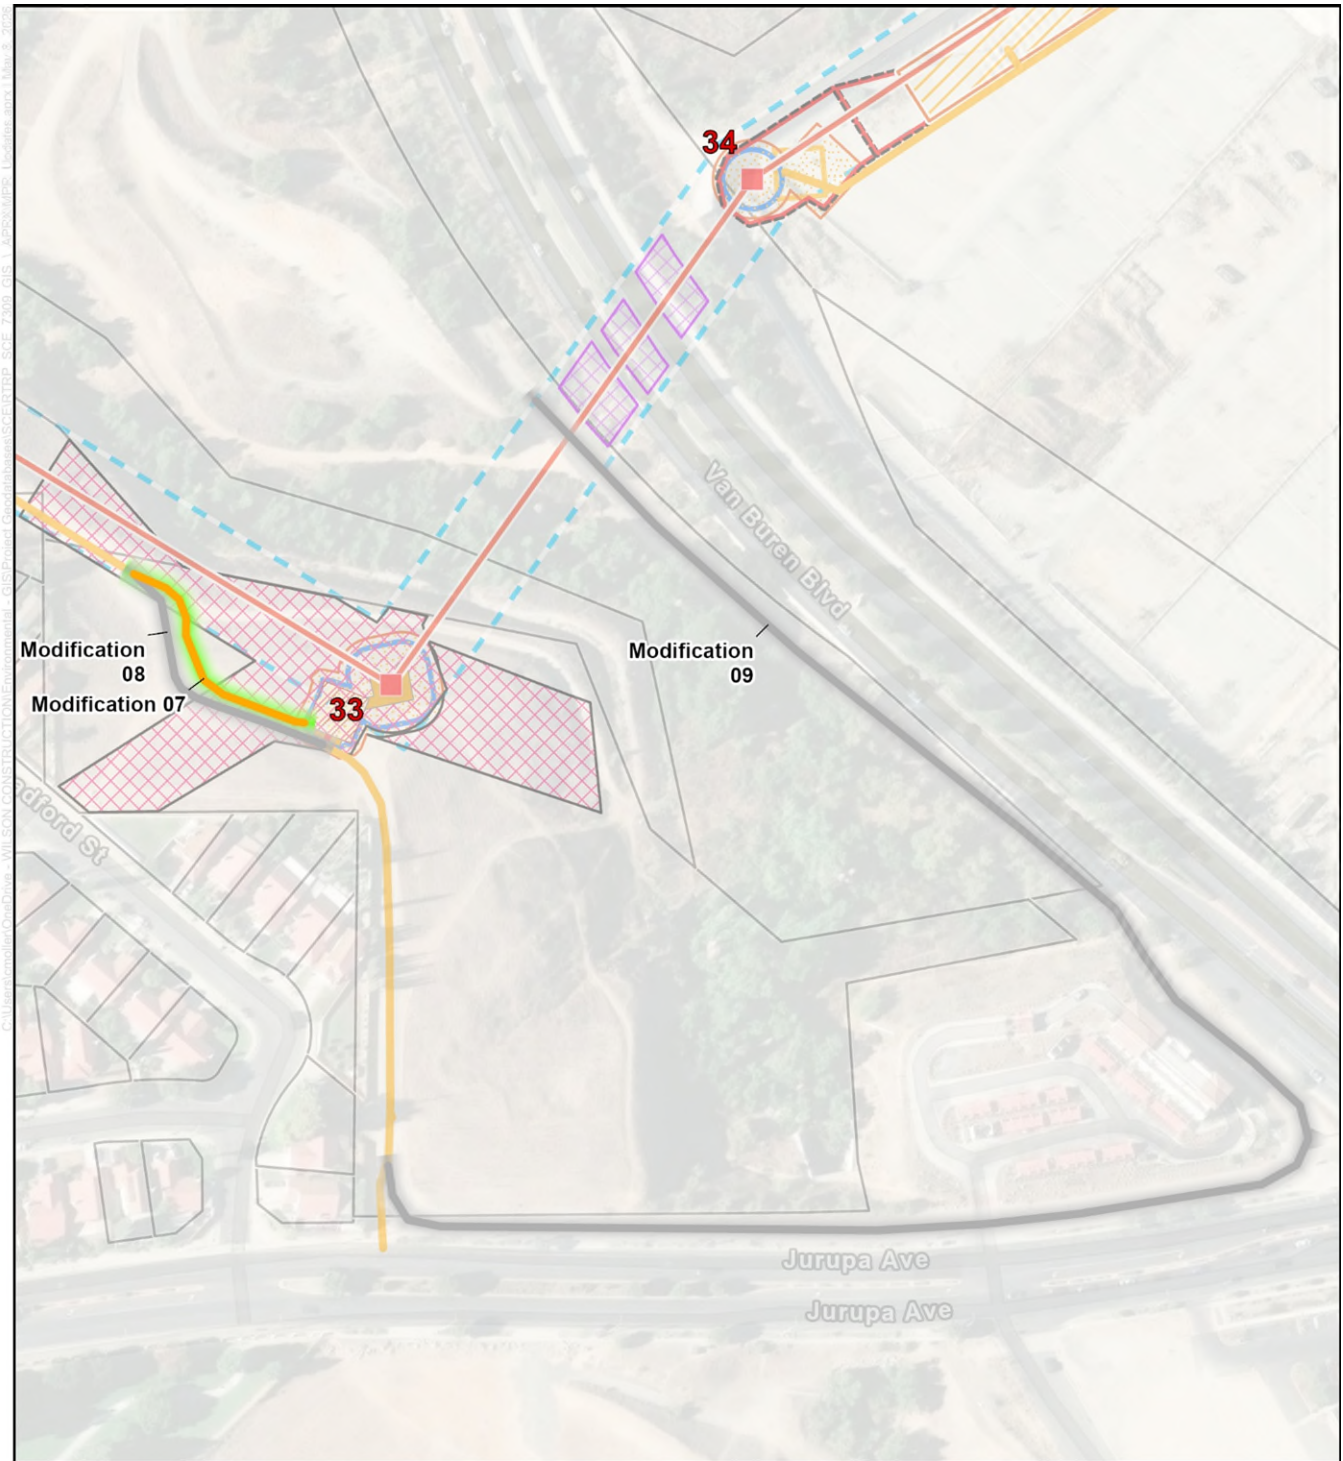 34
Van Buren Blvd
Modification
09
Modification
08
Modification 07
33
Jurupa Ave
Jurupa Ave